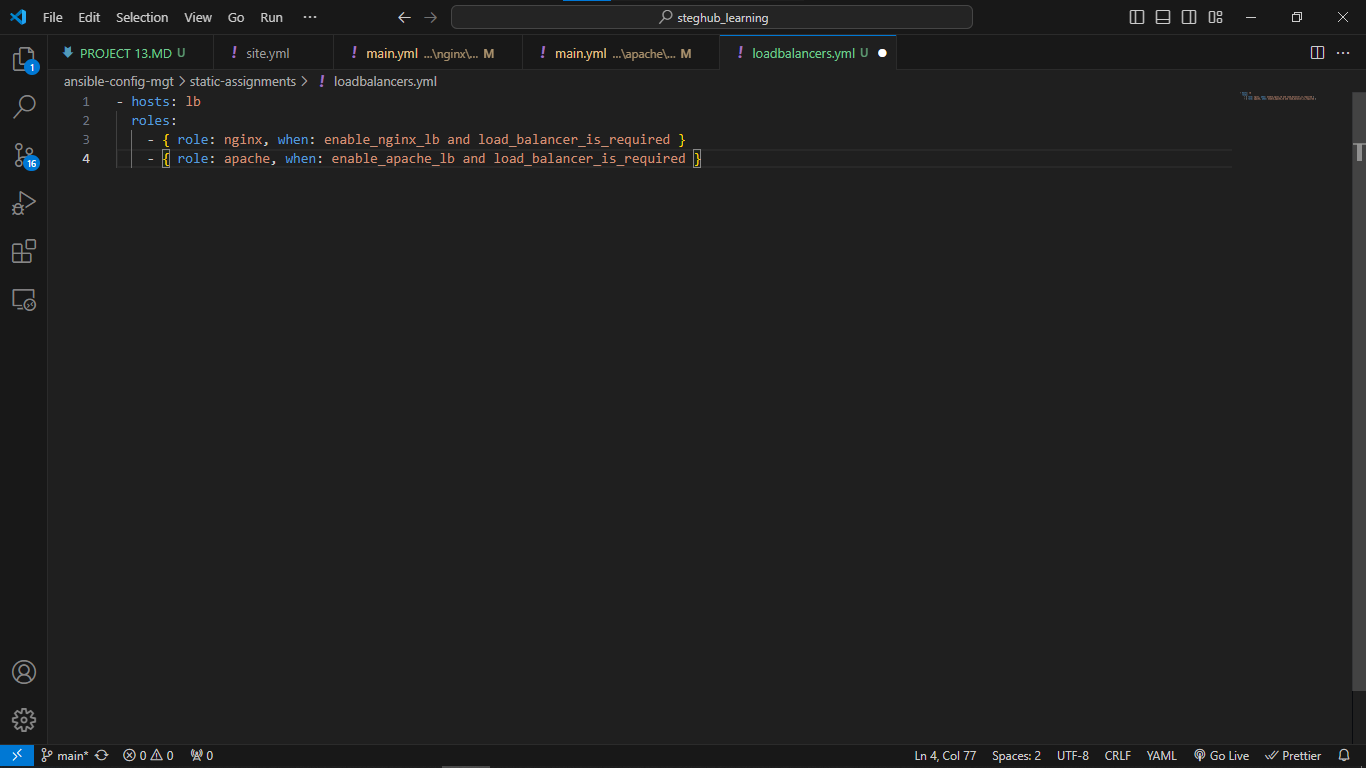 File Edit Selection View Go Run ··· steghub_learning
PROJECT 13.MD U ! site.yml ! main.yml ...\nginx\... M ! main.yml ...\apache\... M ! loadbalancers.yml U
ansible-config-mgt > static-assignments > ! loadbalancers.yml
1 - hosts: lb
2 roles:
3 - { role: nginx, when: enable_nginx_lb and load_balancer_is_required }
4 - { role: apache, when: enable_apache_lb and load_balancer_is_required }
1
16
main* 0 0 0 Ln 4, Col 77 Spaces: 2 UTF-8 CRLF YAML Go Live Prettier